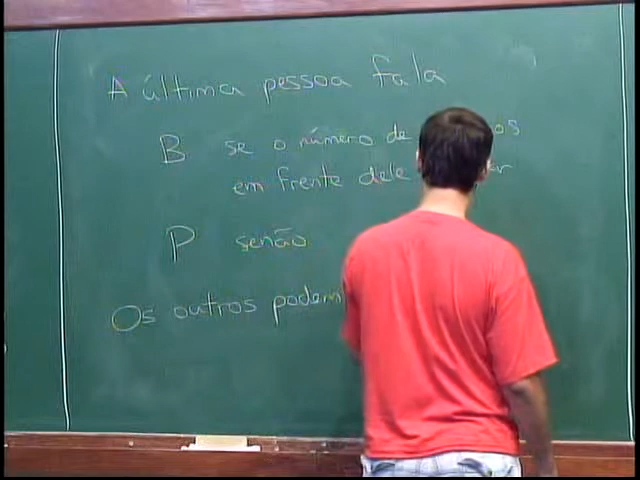 A última pessoa fala
B se o número de
em frente dele
P senão
Os outros podem